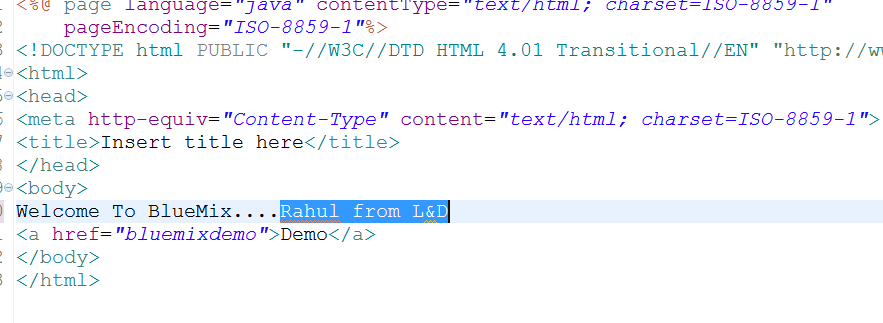 <%@ page language="java" contentType="text/html; charset=ISO-8859-1"
pageEncoding="ISO-8859-1"%>
<!DOCTYPE html PUBLIC "-//W3C//DTD HTML 4.01 Transitional//EN" "http://w
<html>
<head>
<meta http-equiv="Content-Type" content="text/html; charset=ISO-8859-1">
<title>Insert title here</title>
</head>
<body>
Welcome To BlueMix....Rahul from L&D
<a href="bluemixdemo">Demo</a>
</body>
</html>